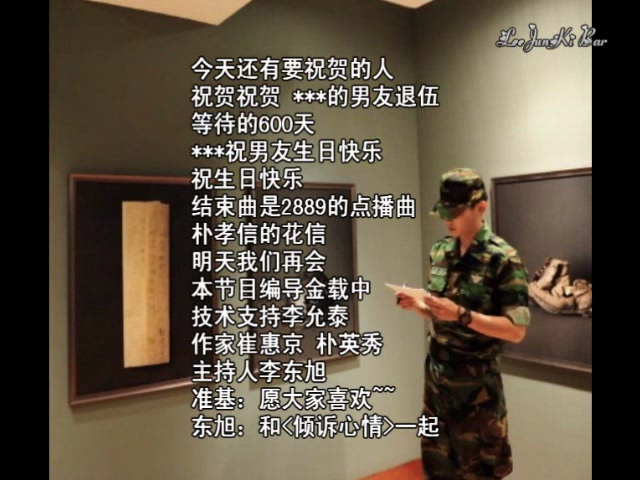 Lee Jun Ki Bar
今天还有要祝贺的人
祝贺祝贺 ***的男友退伍
等待的600天
***祝男友生日快乐
祝生日快乐
结束曲是2889的点播曲
朴孝信的花信
明天我们再会
本节目编导金载中
技术支持李允泰
作家崔惠京 朴英秀
主持人李东旭
准基：愿大家喜欢~~
东旭：和<倾诉心情>一起